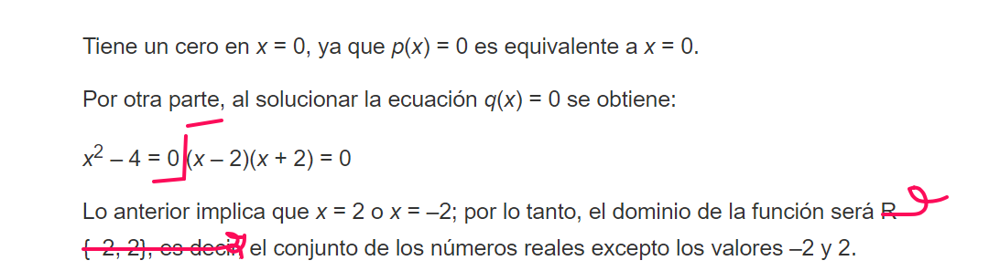 Tiene un cero en x = 0, ya que p(x) = 0 es equivalente a x = 0.
Por otra parte, al solucionar la ecuación q(x) = 0 se obtiene:
x² – 4 = 0 (x – 2)(x + 2) = 0
Lo anterior implica que x = 2 o x = –2; por lo tanto, el dominio de la función será R
{–2, 2}, es decir, el conjunto de los números reales excepto los valores –2 y 2.